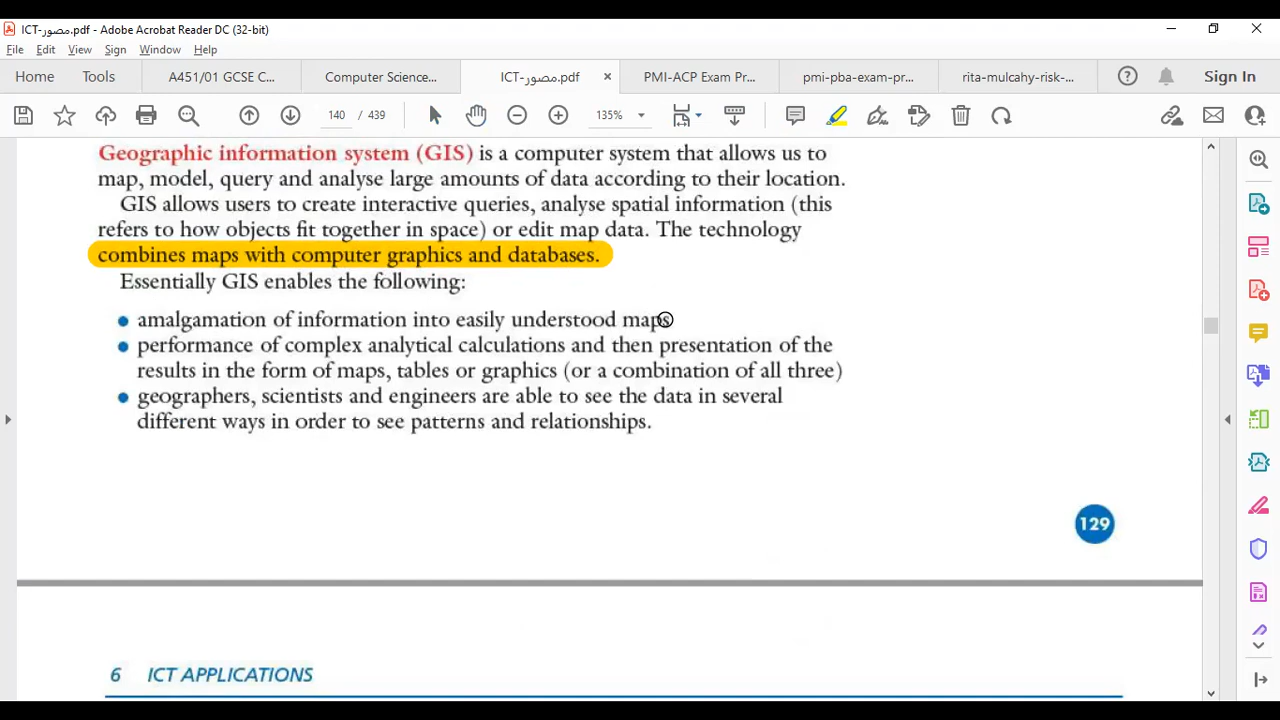 ICT-مصور.pdf - Adobe Acrobat Reader DC (32-bit)
File Edit View Sign Window Help
Home Tools A451/01 GCSE C... Computer Science... ICT-مصور.pdf × PMI-ACP Exam Pr... pmi-pba-exam-pr... rita-mulcahy-risk-... Sign In
140 / 439 135%
Geographic information system (GIS) is a computer system that allows us to
map, model, query and analyse large amounts of data according to their location.
GIS allows users to create interactive queries, analyse spatial information (this
refers to how objects fit together in space) or edit map data. The technology
combines maps with computer graphics and databases.
Essentially GIS enables the following:
• amalgamation of information into easily understood maps
• performance of complex analytical calculations and then presentation of the
results in the form of maps, tables or graphics (or a combination of all three)
• geographers, scientists and engineers are able to see the data in several
different ways in order to see patterns and relationships.
129
6 ICT APPLICATIONS